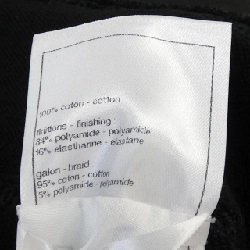 100% coton - cotton
finitions - finishing :
84% polyamide - polyamide
16% élasthanne - elastane
galon - braid
95% coton - cotton
5% polyamide - polyamide